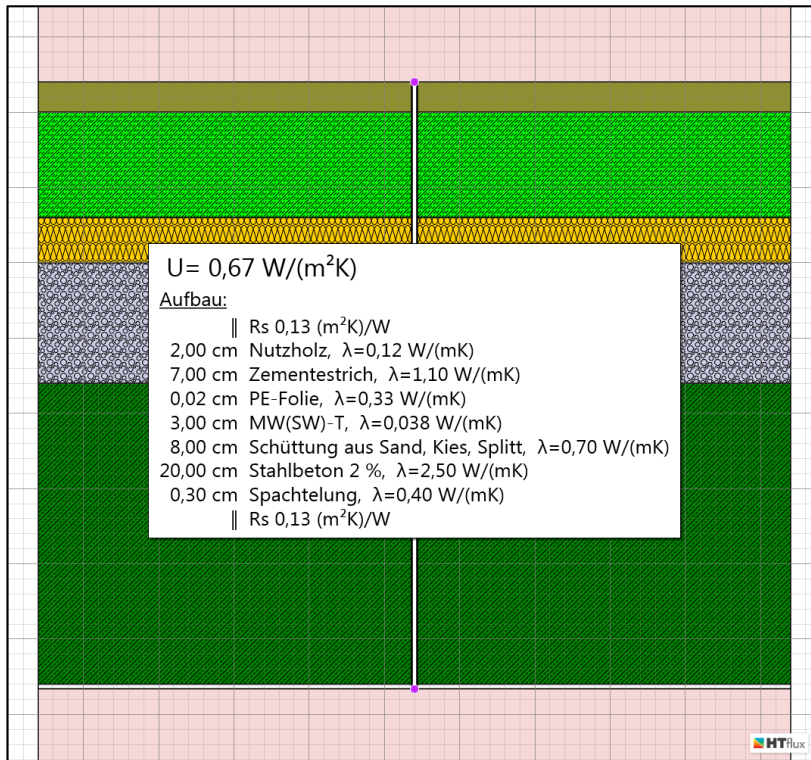 U= 0,67 W/(m²K)
Aufbau:
‖ Rs 0,13 (m²K)/W
2,00 cm Nutzholz, λ=0,12 W/(mK)
7,00 cm Zementestrich, λ=1,10 W/(mK)
0,02 cm PE-Folie, λ=0,33 W/(mK)
3,00 cm MW(SW)-T, λ=0,038 W/(mK)
8,00 cm Schüttung aus Sand, Kies, Splitt, λ=0,70 W/(mK)
20,00 cm Stahlbeton 2 %, λ=2,50 W/(mK)
0,30 cm Spachtelung, λ=0,40 W/(mK)
‖ Rs 0,13 (m²K)/W
HTflux